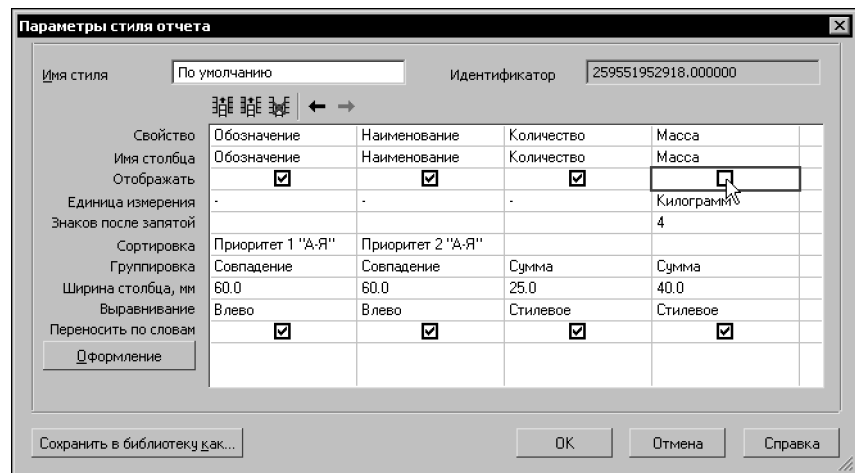 Параметры стиля отчета
Имя стиля По умолчанию Идентификатор 259551952918.000000
Свойство Обозначение Наименование Количество Масса
Имя столбца Обозначение Наименование Количество Масса
Отображать
Единица измерения - - - Килограмм
Знаков после запятой 4
Сортировка Приоритет 1 "А-Я" Приоритет 2 "А-Я"
Группировка Совпадение Совпадение Сумма Сумма
Ширина столбца, мм 60.0 60.0 25.0 40.0
Выравнивание Влево Влево Стилевое Стилевое
Переносить по словам
Оформление
Сохранить в библиотеку как... OK Отмена Справка